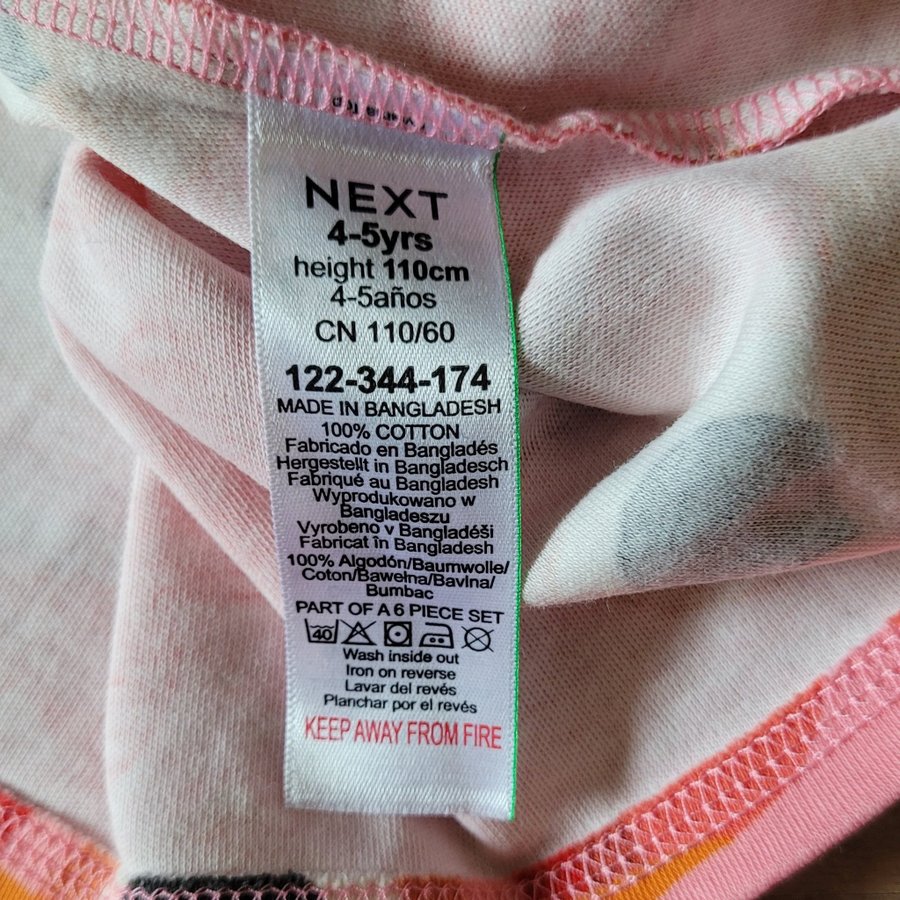 NEXT
4-5yrs
height 110cm
4-5años
CN 110/60
122-344-174
MADE IN BANGLADESH
100% COTTON
Fabricado en Bangladés
Hergestellt in Bangladesch
Fabriqué au Bangladesh
Wyprodukowano w
Bangladeszu
Vyrobeno v Bangladéši
Fabricat în Bangladesh
100% Algodón/Baumwolle/
Coton/Bawełna/Bavlna/
Bumbac
PART OF A 6 PIECE SET
40
Wash inside out
Iron on reverse
Lavar del revés
Planchar por el revés
KEEP AWAY FROM FIRE